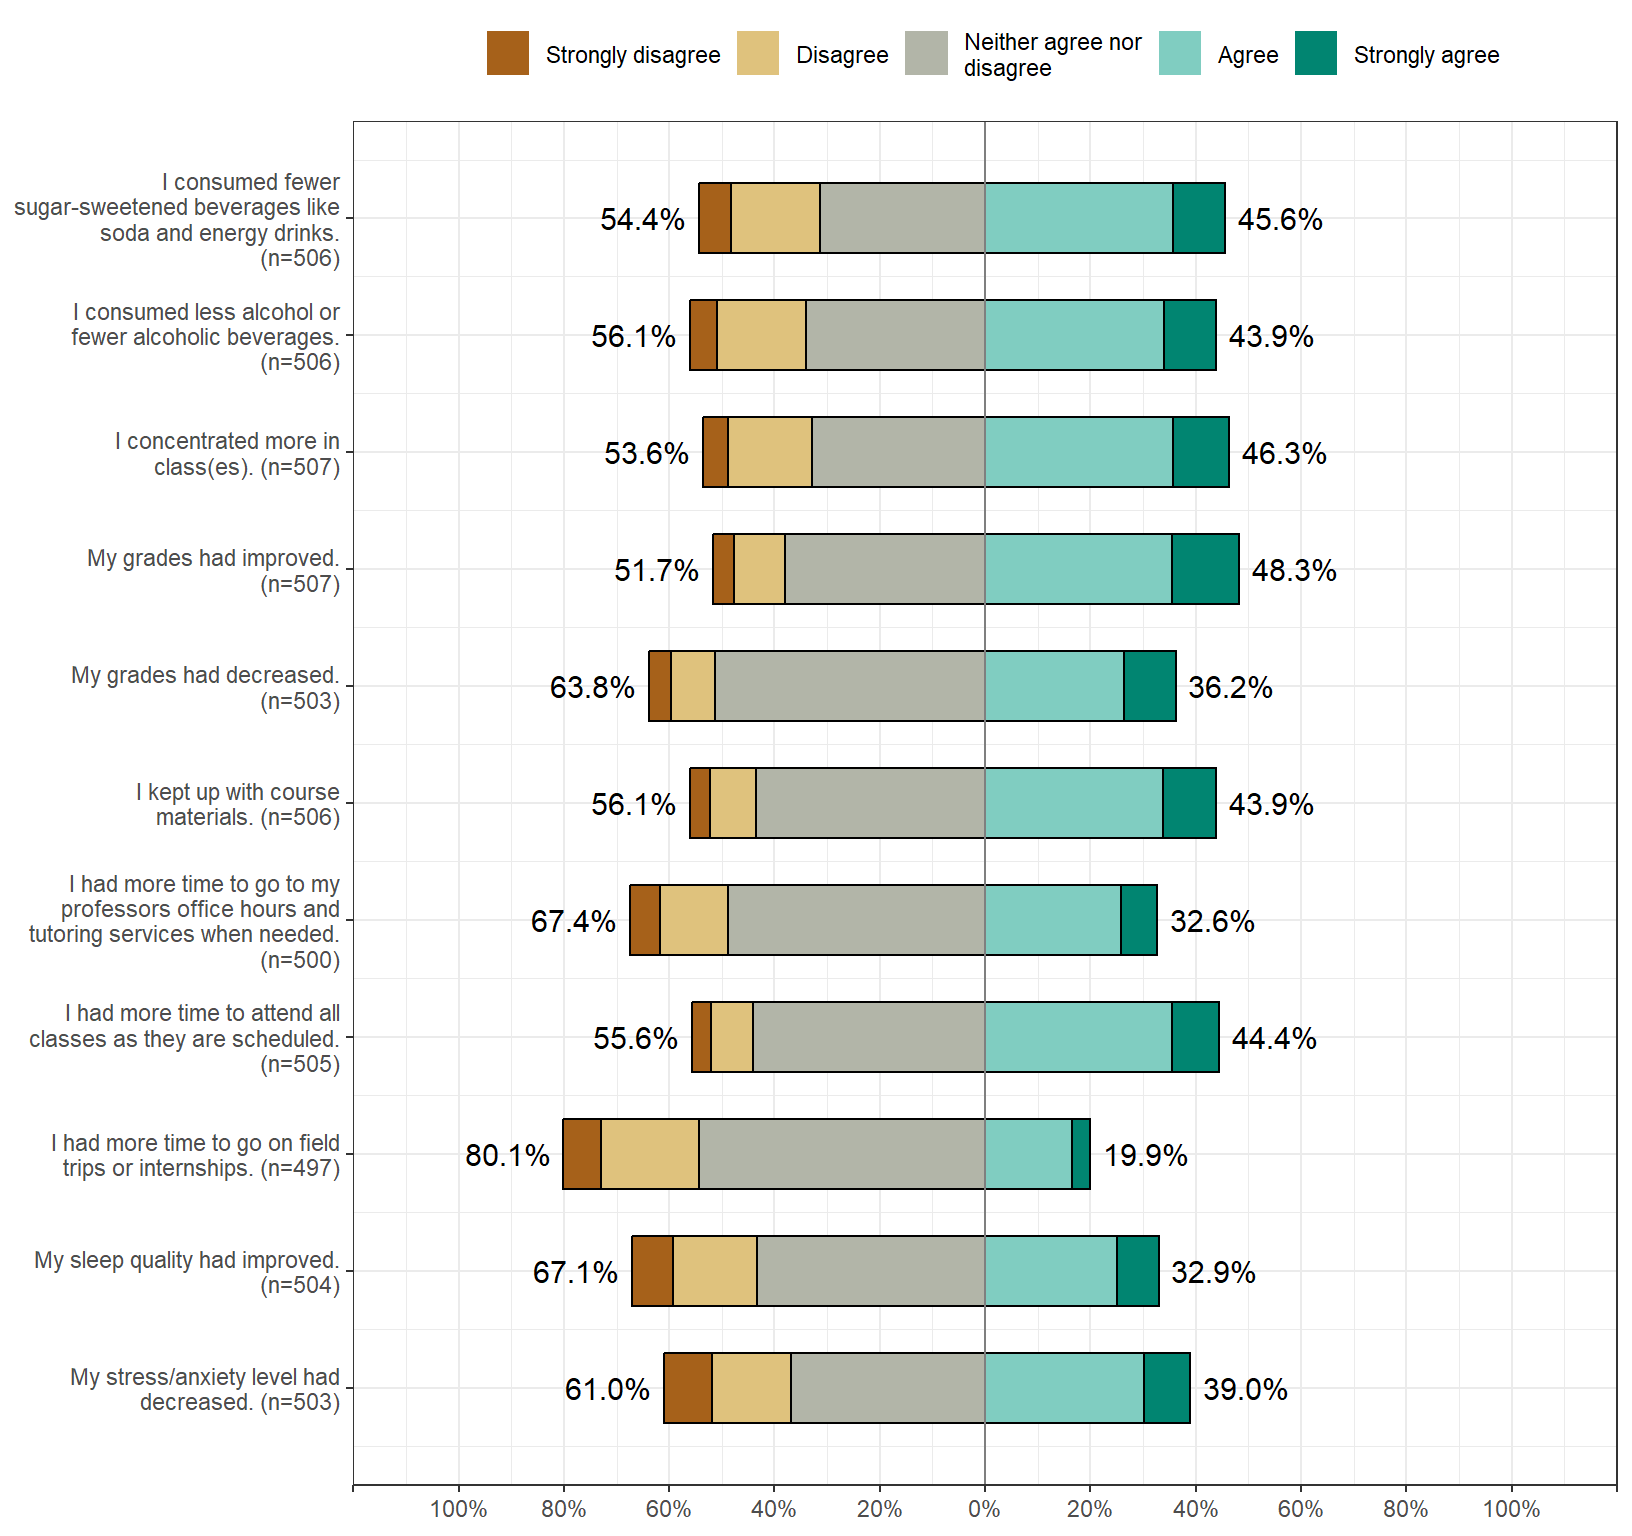 Strongly disagree
Disagree
Neither agree nor
disagree
Agree
Strongly agree
I consumed fewer
sugar-sweetened beverages like
soda and energy drinks.
(n=506)
54.4%
45.6%
I consumed less alcohol or
fewer alcoholic beverages.
(n=506)
56.1%
43.9%
I concentrated more in
class(es). (n=507)
53.6%
46.3%
My grades had improved.
(n=507)
51.7%
48.3%
My grades had decreased.
(n=503)
63.8%
36.2%
I kept up with course
materials. (n=506)
56.1%
43.9%
I had more time to go to my
professors office hours and
tutoring services when needed.
(n=500)
67.4%
32.6%
I had more time to attend all
classes as they are scheduled.
(n=505)
55.6%
44.4%
I had more time to go on field
trips or internships. (n=497)
80.1%
19.9%
My sleep quality had improved.
(n=504)
67.1%
32.9%
My stress/anxiety level had
decreased. (n=503)
61.0%
39.0%
100%
80%
60%
40%
20%
0%
20%
40%
60%
80%
100%